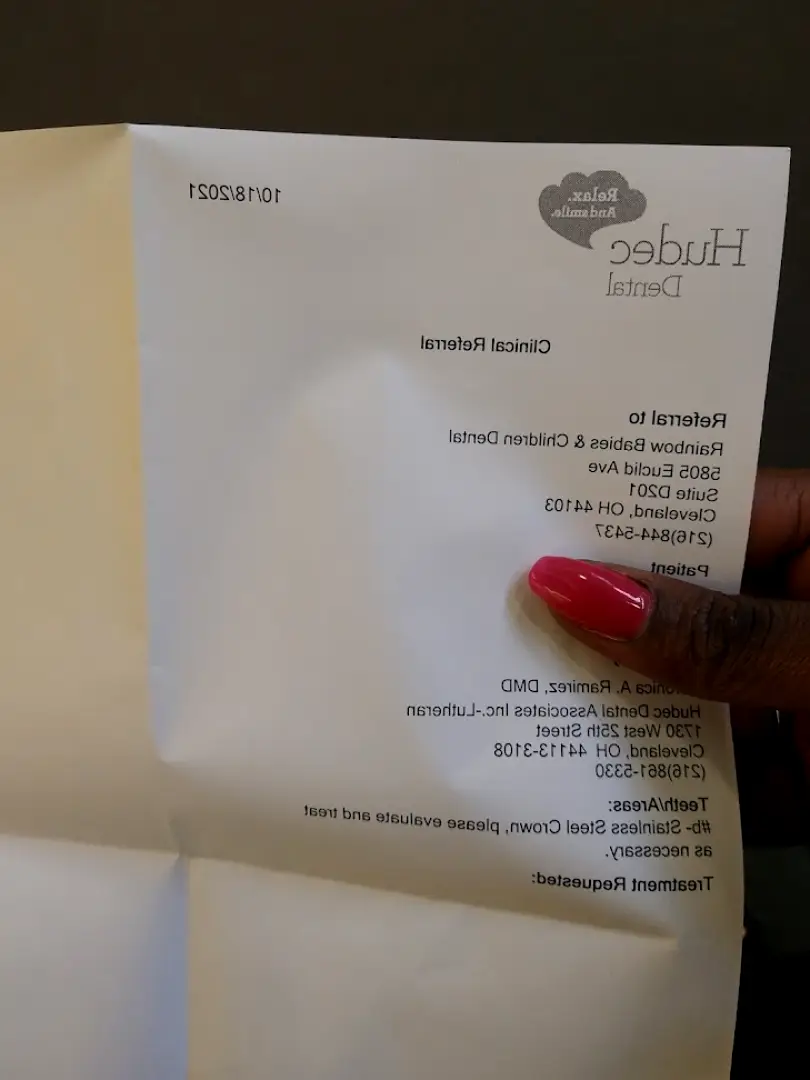 Relax.
And smile.
Hudec
Dental
10/18/2021
Clinical Referral
Referral to
Rainbow Babies & Children Dental
5805 Euclid Ave
Suite D201
Cleveland, OH 44103
(216)844-5437
Patient
A. Ramirez, DMD
Hudec Dental Associates Inc.-Lutheran
1730 West 25th Street
Cleveland, OH 44113-3108
(216)861-5330
Teeth/Areas:
#b- Stainless Steel Crown, please evaluate and treat
as necessary.
Treatment Requested: